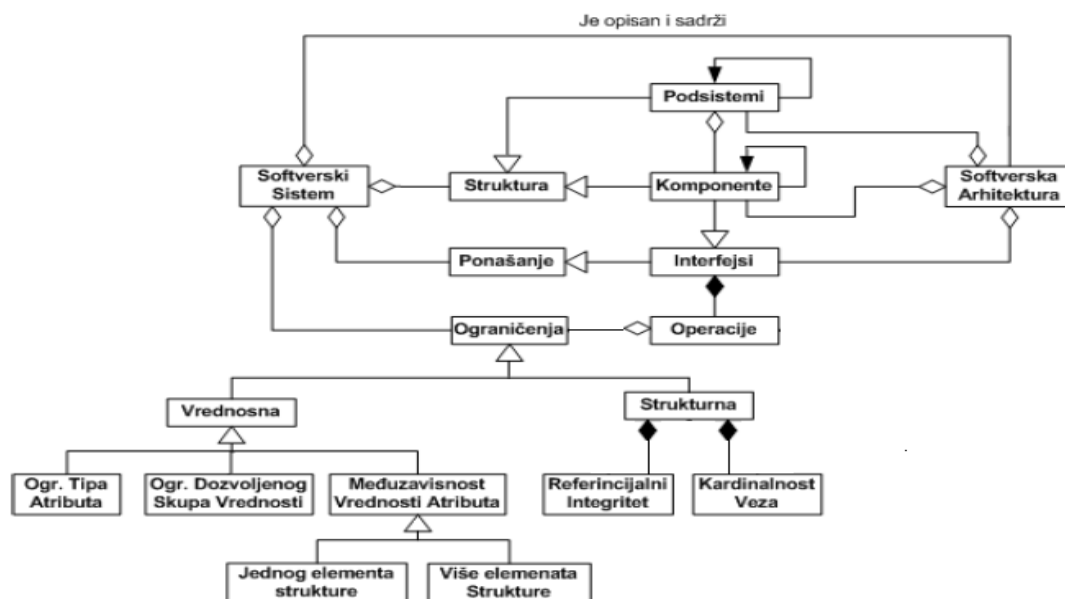 Je opisan i sadrži
Podsistemi
Softverski
Sistem
Struktura
Komponente
Softverska
Arhitektura
Ponašanje
Interfejsi
Ograničenja
Operacije
Vrednosna
Strukturna
Ogr. Tipa
Atributa
Ogr. Dozvoljenog
Skupa Vrednosti
Međuzavisnost
Vrednosti Atributa
Referincijalni
Integritet
Kardinalnost
Veza
Jednog elementa
strukture
Više elemenata
Strukture